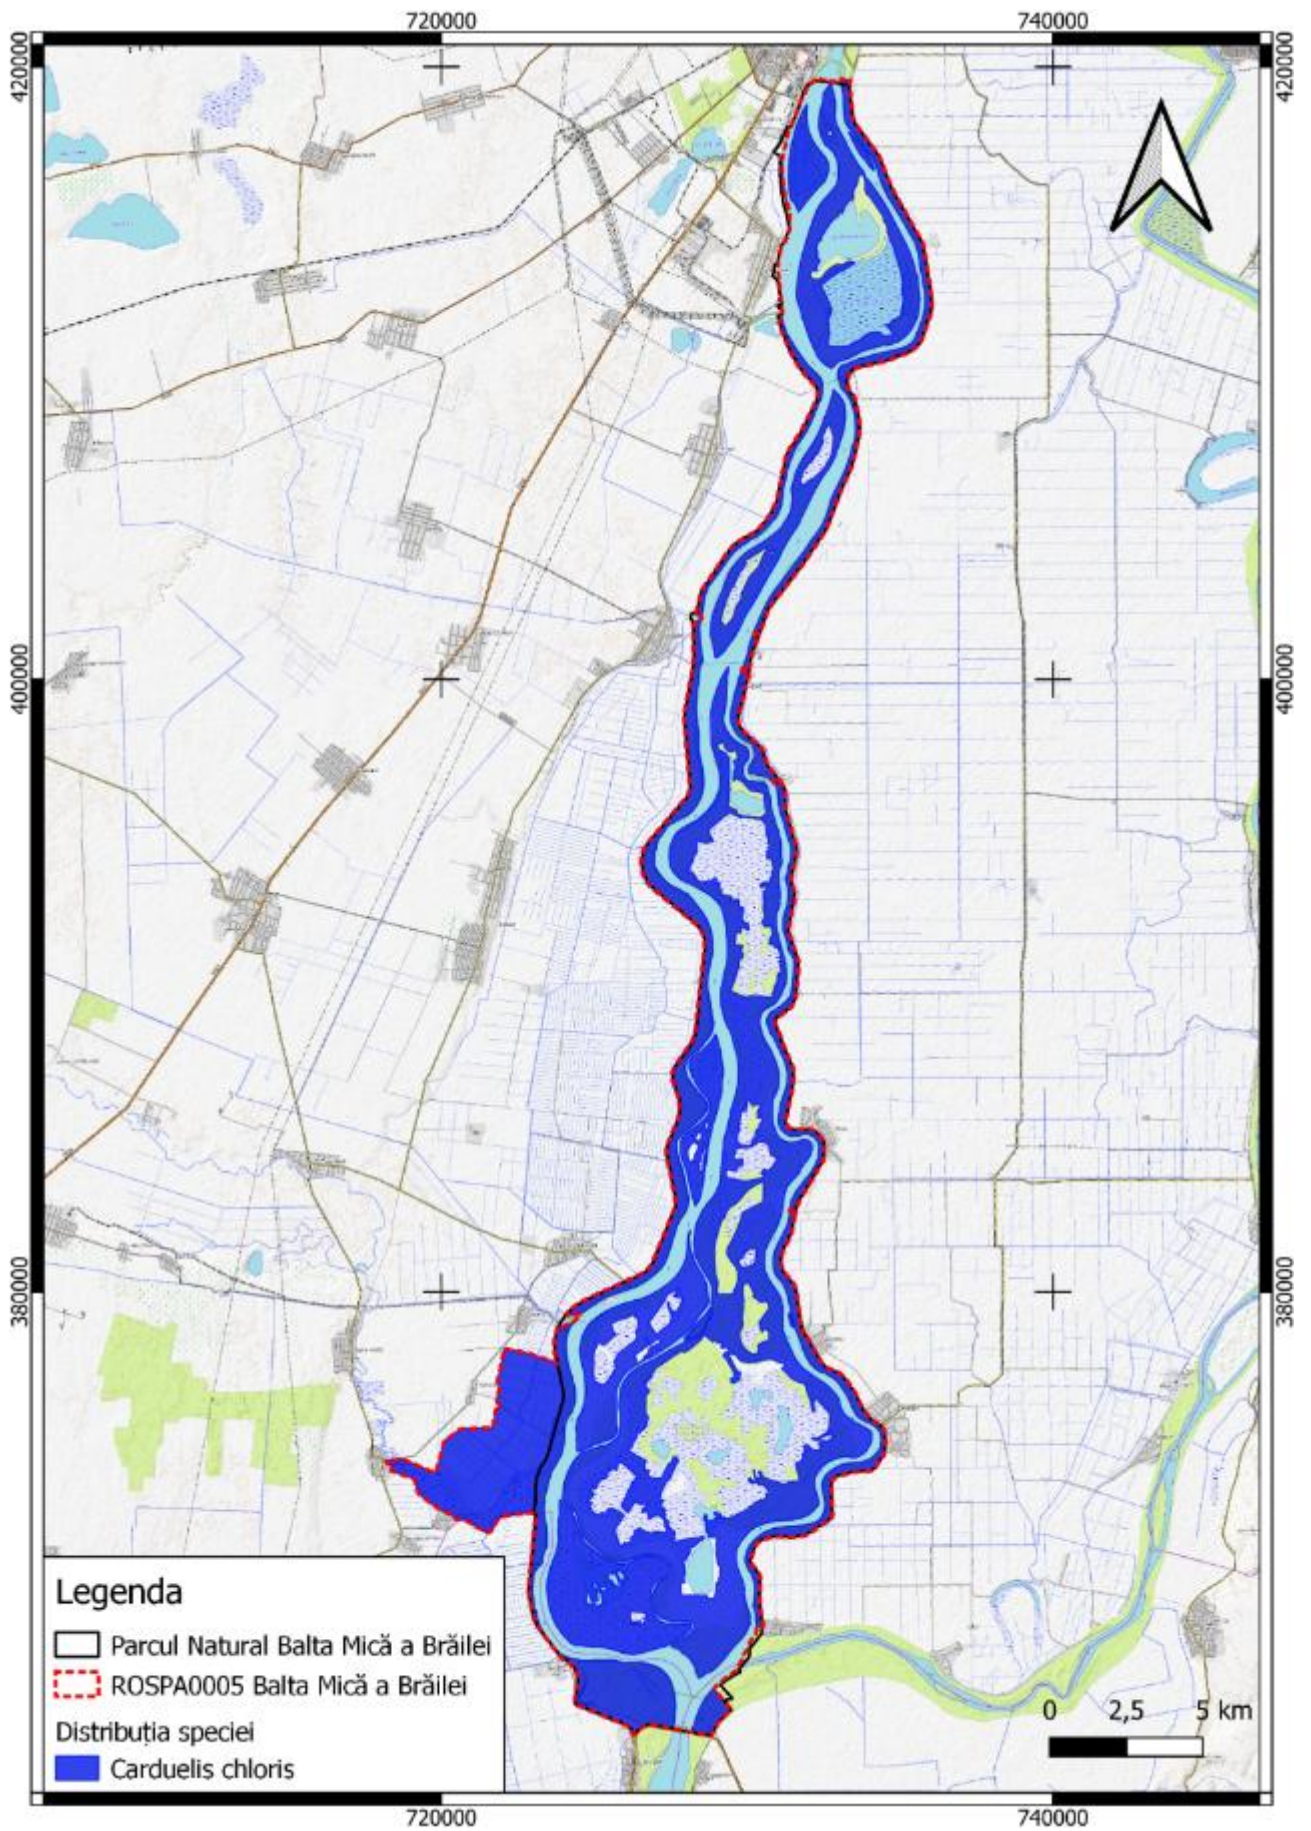 720000 740000
420000 420000
400000 400000
380000 380000
Legenda
Parcul Natural Balta Mică a Brăilei
ROSPA0005 Balta Mică a Brăilei
Distribuția speciei
Carduelis chloris
0 2,5 5 km
720000 740000